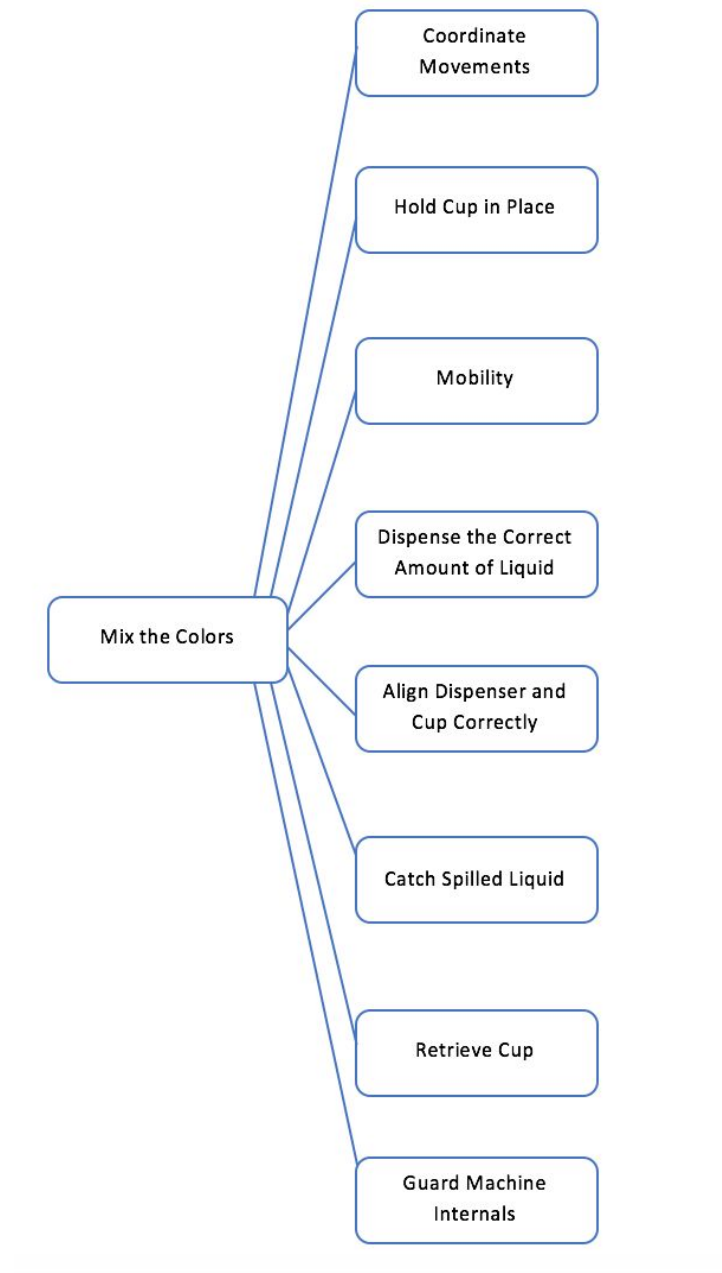 Coordinate
Movements
Hold Cup in Place
Mobility
Dispense the Correct
Amount of Liquid
Mix the Colors
Align Dispenser and
Cup Correctly
Catch Spilled Liquid
Retrieve Cup
Guard Machine
Internals